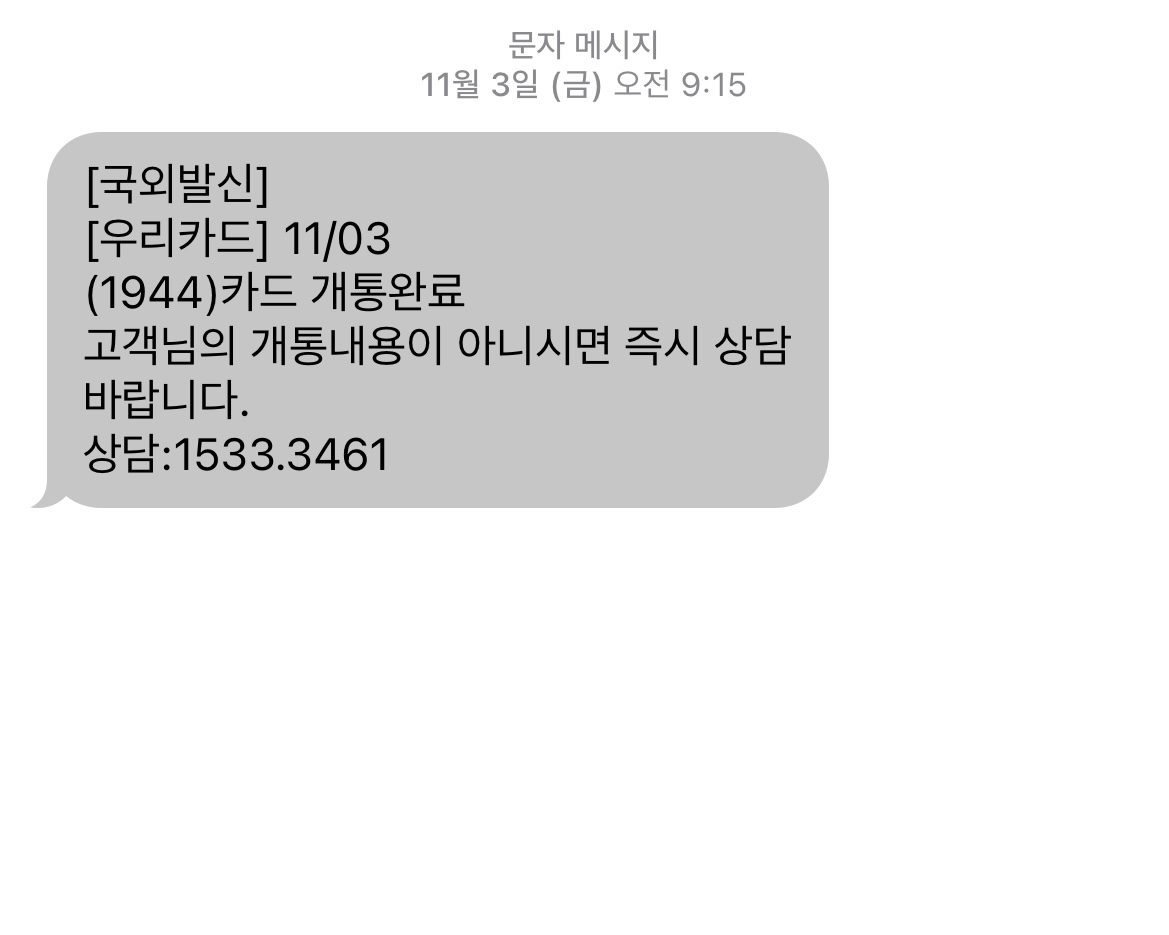 문자 메시지
11월 3일 (금) 오전 9:15
[국외발신]
[우리카드] 11/03
(1944)카드 개통완료
고객님의 개통내용이 아니시면 즉시 상담
바랍니다.
상담:1533.3461